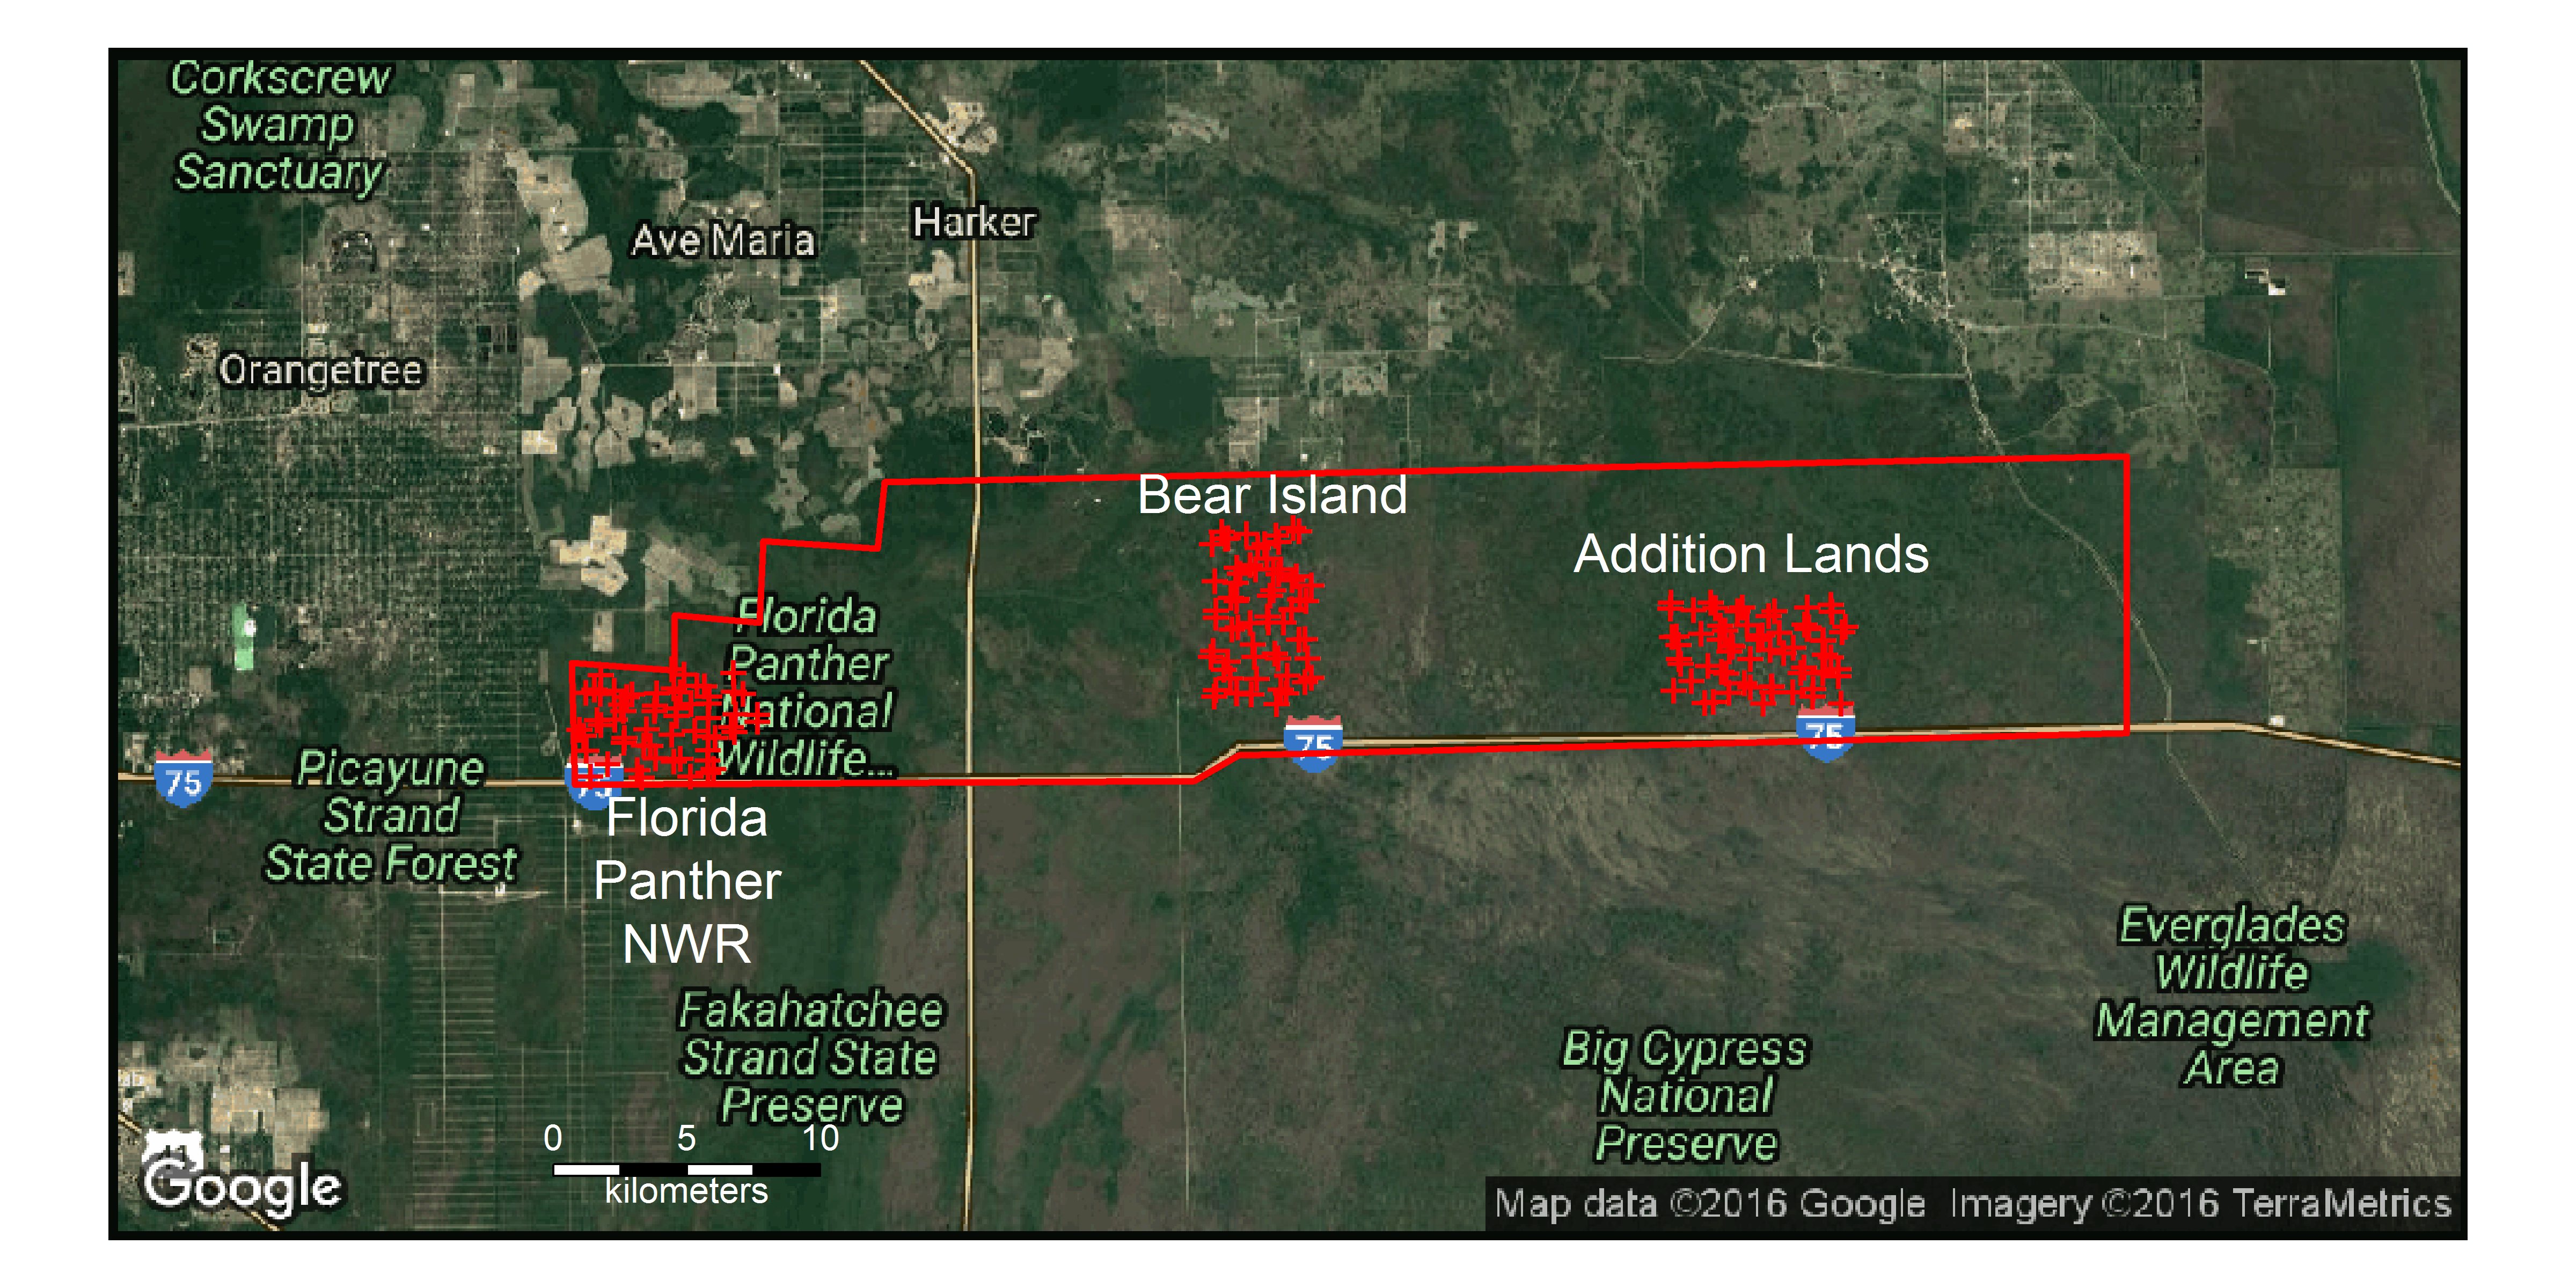 Corkscrew
Swamp
Sanctuary
Ave Maria
Harker
Orangetree
Bear Island
Addition Lands
Florida
Panther
National
Wildlife...
75
75
75
75
Picayune
Strand
State Forest
Florida
Panther
NWR
Fakahatchee
Strand State
Preserve
Everglades
Wildlife
Management
Area
Big Cypress
National
Preserve
0 5 10
kilometers
Google
Map data ©2016 Google Imagery ©2016 TerraMetrics